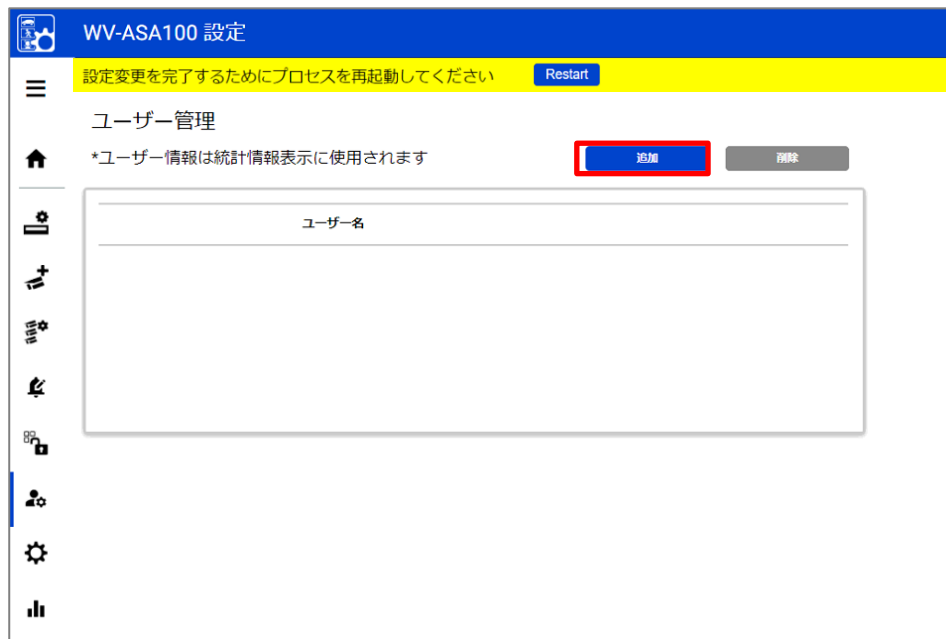 WV-ASA100 設定
設定変更を完了するためにプロセスを再起動してください Restart
ユーザー管理
*ユーザー情報は統計情報表示に使用されます 追加 削除
ユーザー名